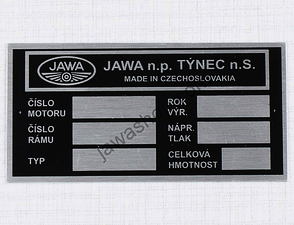 JAWA
JAWA n.p. TÝNEC n.S.
MADE IN CZECHOSLOVAKIA
ČÍSLO
MOTORU
ROK
VÝR.
ČÍSLO
RÁMU
NÁPR.
TLAK
TYP
CELKOVÁ
HMOTNOST